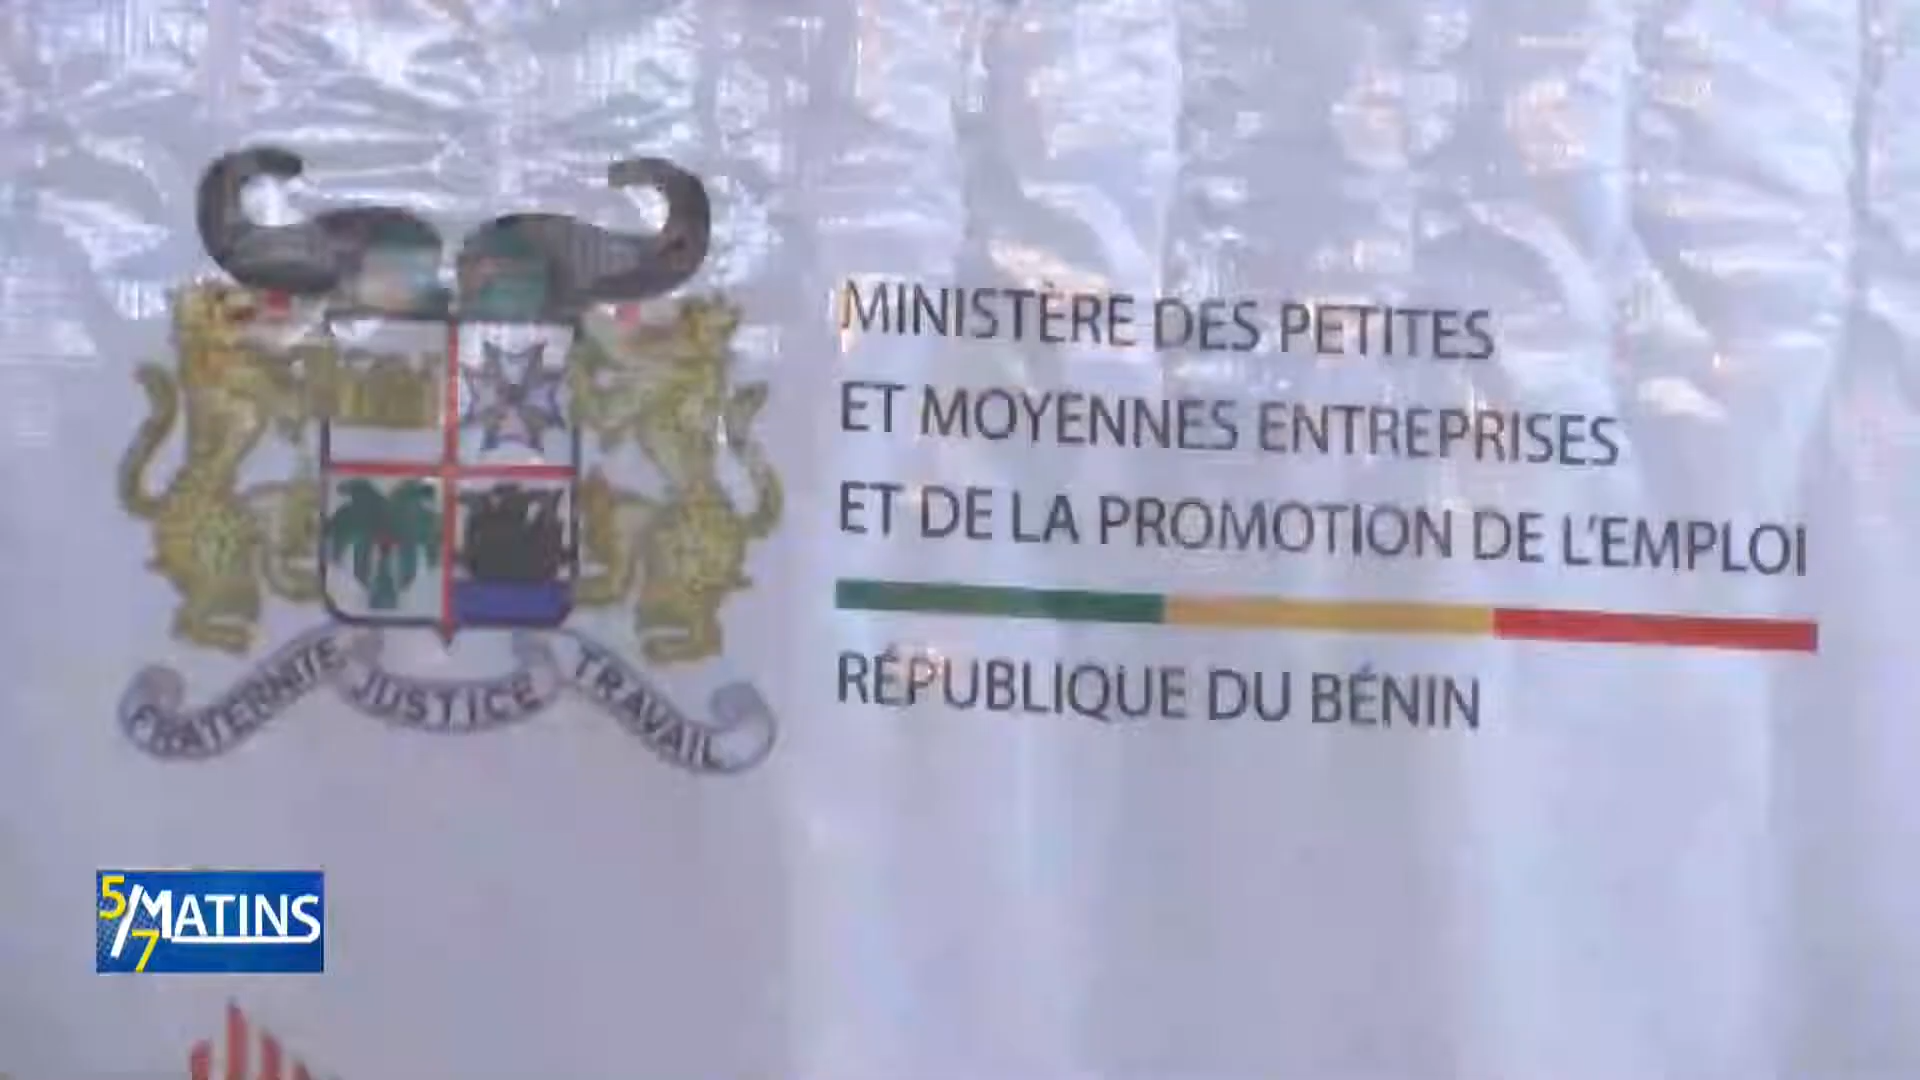 MINISTÈRE DES PETITES
ET MOYENNES ENTREPRISES
ET DE LA PROMOTION DE L'EMPLOI
RÉPUBLIQUE DU BÉNIN
FRATERNITE JUSTICE TRAVAIL
5/7 MATINS